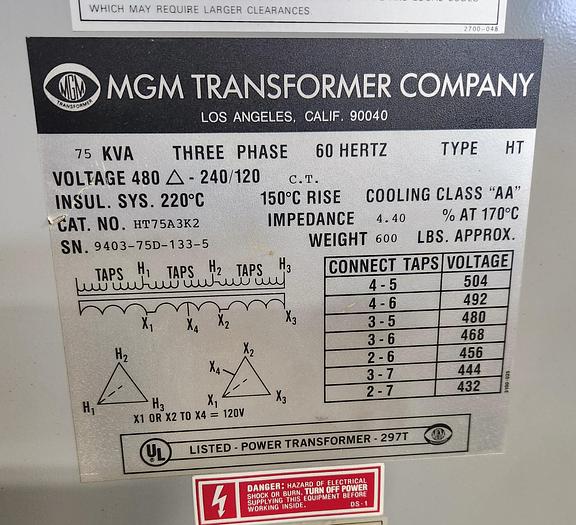 WHICH MAY REQUIRE LARGER CLEARANCES.
2700-04B
MGM
TRANSFORMER
MGM TRANSFORMER COMPANY
LOS ANGELES, CALIF. 90040
75 KVA THREE PHASE 60 HERTZ TYPE HT
VOLTAGE 480 △ - 240/120 C.T.
INSUL. SYS. 220°C 150°C RISE COOLING CLASS "AA"
CAT. NO. HT75A3K2 IMPEDANCE 4.40 % AT 170°C
SN. 9403-75D-133-5 WEIGHT 600 LBS. APPROX.
TAPS H1 TAPS H2 TAPS H3
X1 X4 X2 X3
H2
H1 H3
X2
X4
X1 X3
X1 OR X2 TO X4 = 120V
CONNECT TAPS VOLTAGE
4-5 504
4-6 492
3-5 480
3-6 468
2-6 456
3-7 444
2-7 432
UL LISTED - POWER TRANSFORMER - 297T
DANGER: HAZARD OF ELECTRICAL
SHOCK OR BURN. TURN OFF POWER
SUPPLYING THIS EQUIPMENT BEFORE
WORKING INSIDE. DS-1